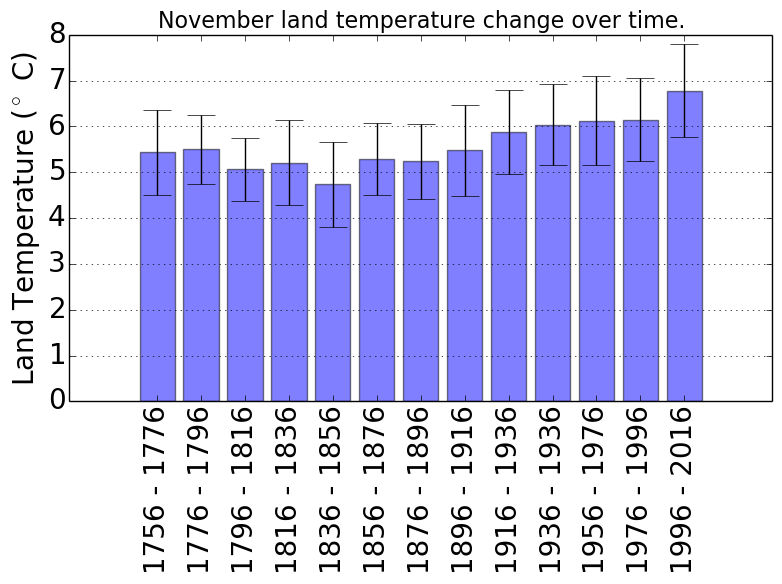 November land temperature change over time.
Land Temperature (° C)
8
7
6
5
4
3
2
1
0
1756 - 1776
1776 - 1796
1796 - 1816
1816 - 1836
1836 - 1856
1856 - 1876
1876 - 1896
1896 - 1916
1916 - 1936
1936 - 1936
1956 - 1976
1976 - 1996
1996 - 2016